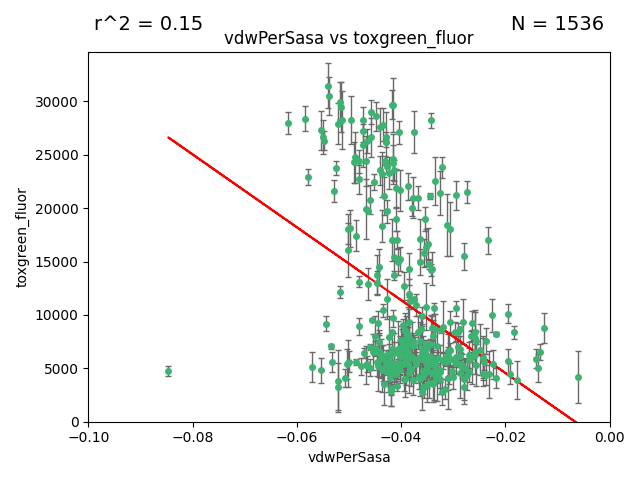 r^2 = 0.15
N = 1536
vdwPerSasa vs toxgreen_fluor
30000
25000
20000
15000
10000
5000
0
toxgreen_fluor
−0.10
−0.08
−0.06
−0.04
−0.02
0.00
vdwPerSasa